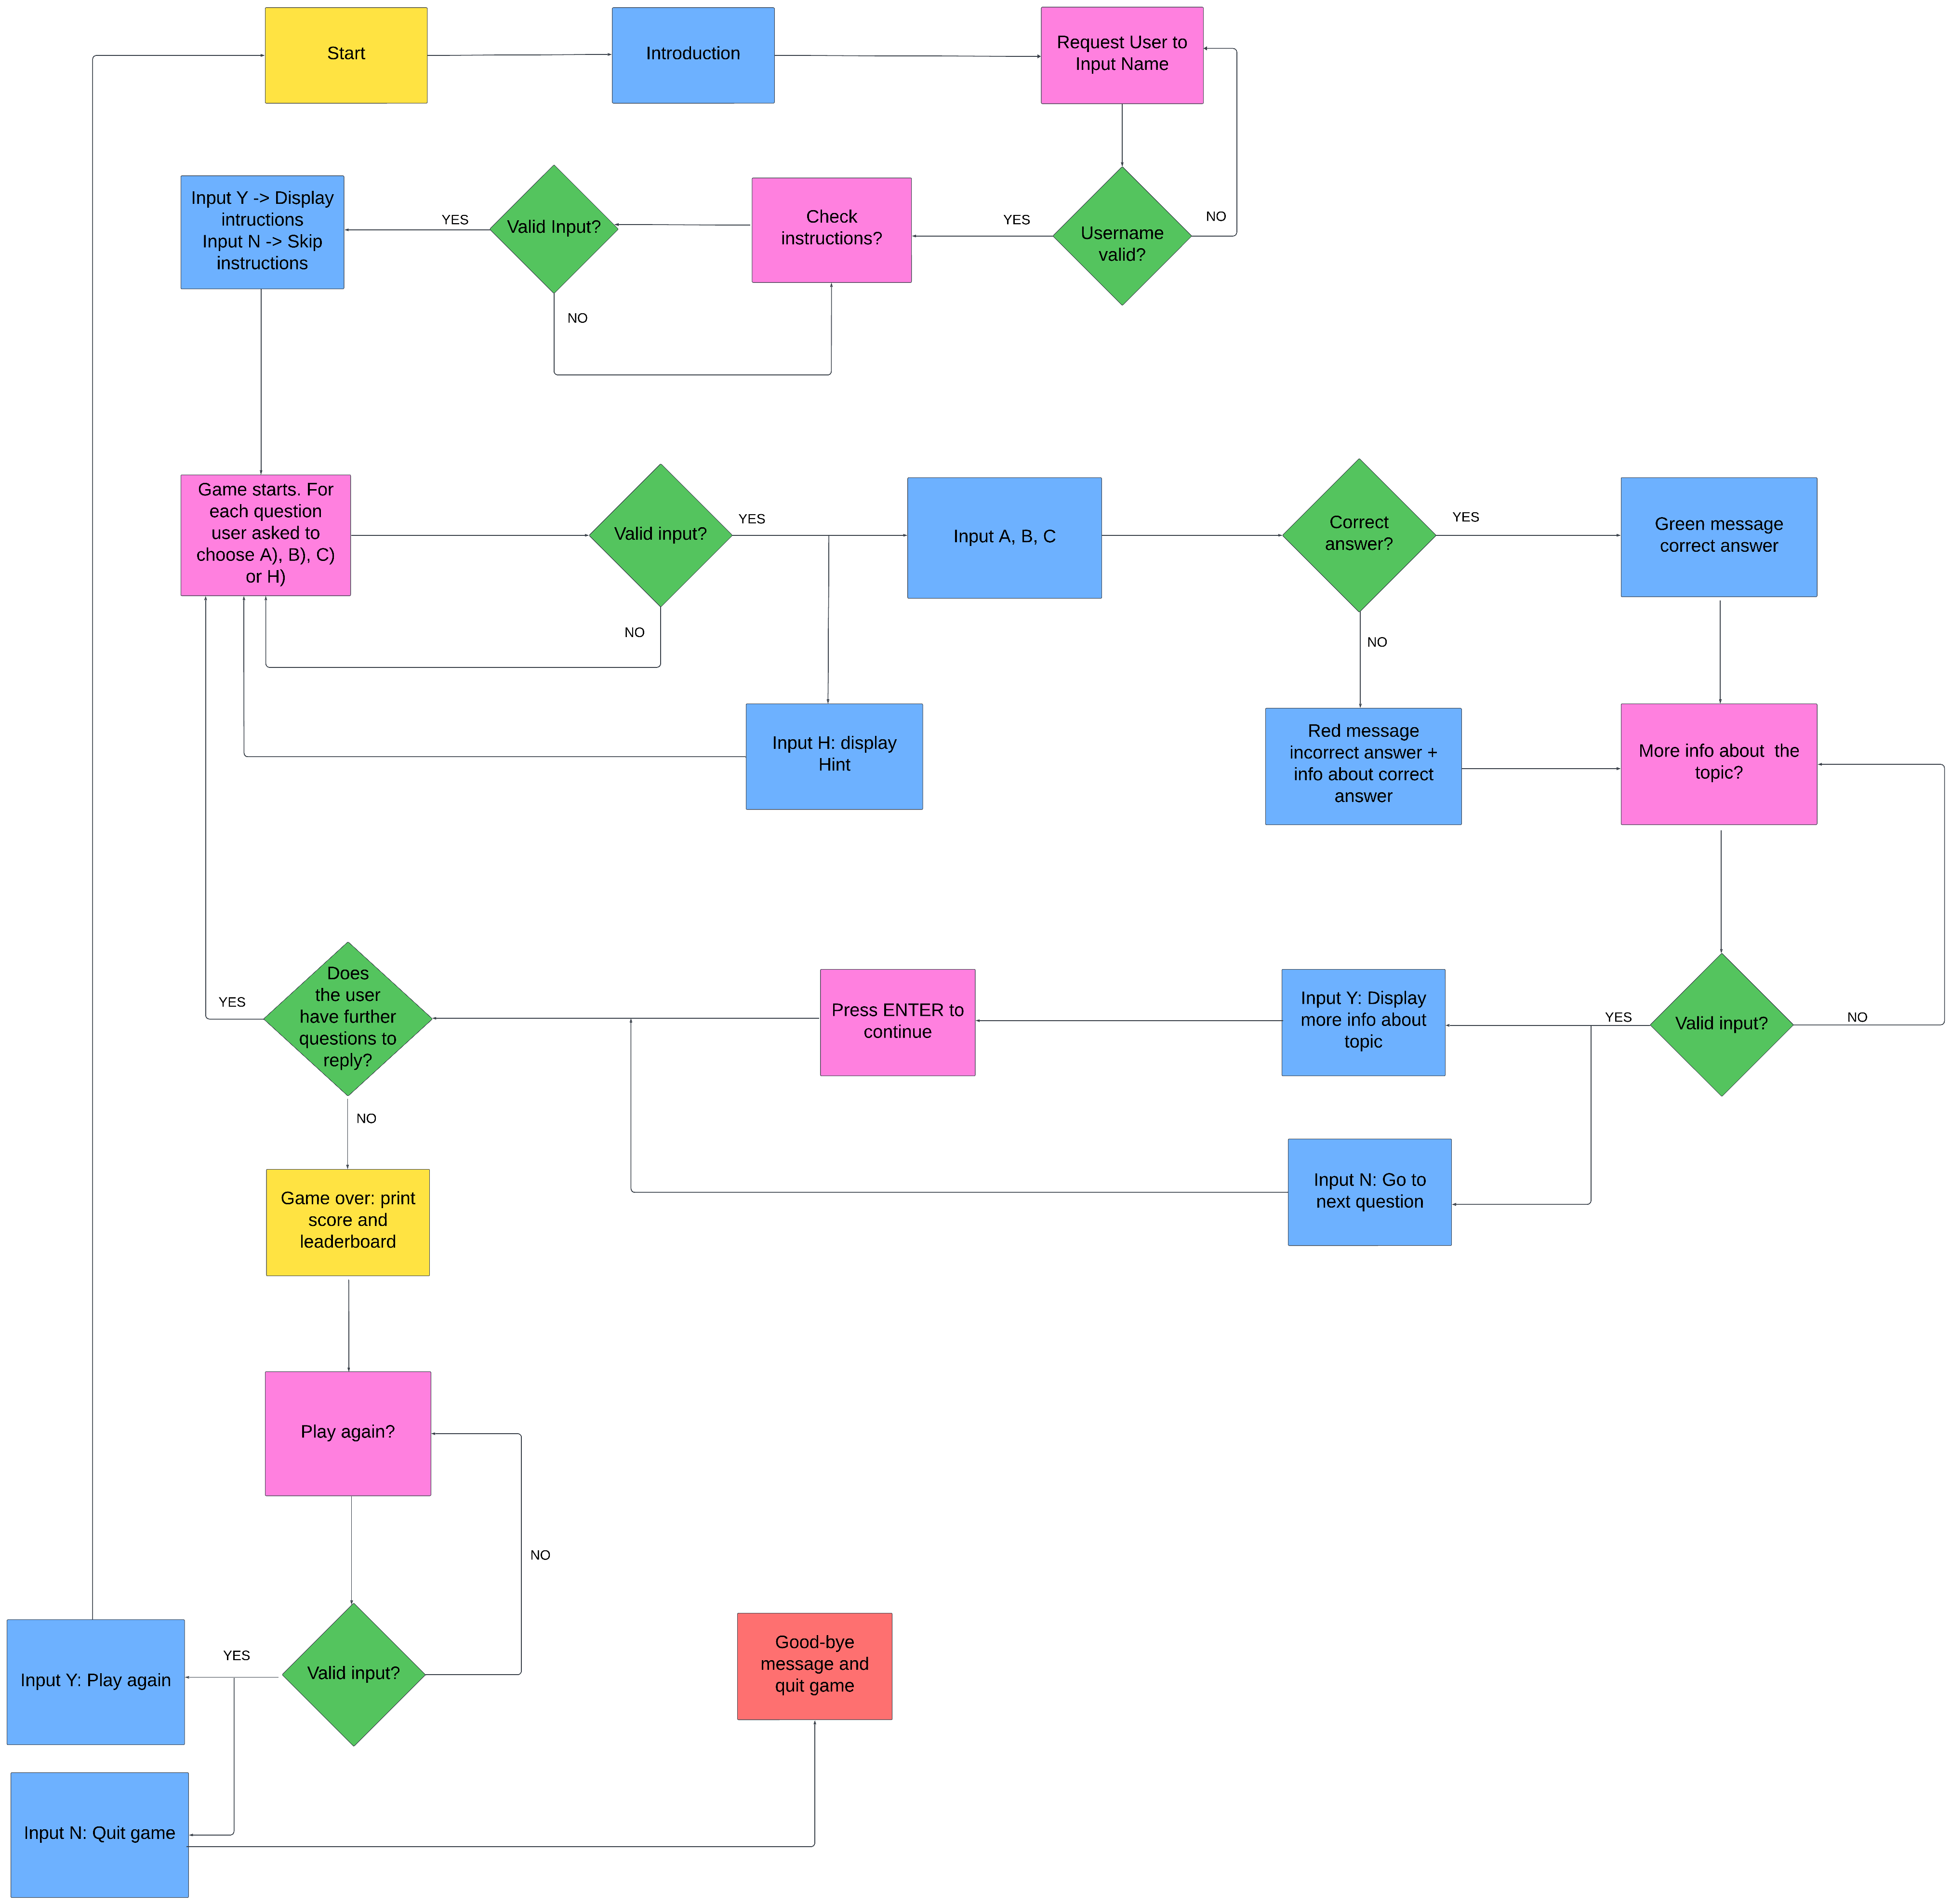 Start
Introduction
Request User to
Input Name
Input Y -> Display
intructions
Input N -> Skip
instructions
YES
Valid Input?
NO
Check
instructions?
YES
Username
valid?
NO
Game starts. For
each question
user asked to
choose A), B), C)
or H)
Valid input?
YES
NO
Input A, B, C
Correct
answer?
YES
NO
Green message
correct answer
Input H: display
Hint
Red message
incorrect answer +
info about correct
answer
More info about  the
topic?
Does
the user
have further
questions to
reply?
YES
NO
Press ENTER to
continue
Input Y: Display
more info about
topic
YES
Valid input?
NO
Input N: Go to
next question
Game over: print
score and
leaderboard
Play again?
NO
Input Y: Play again
YES
Valid input?
Good-bye
message and
quit game
Input N: Quit game